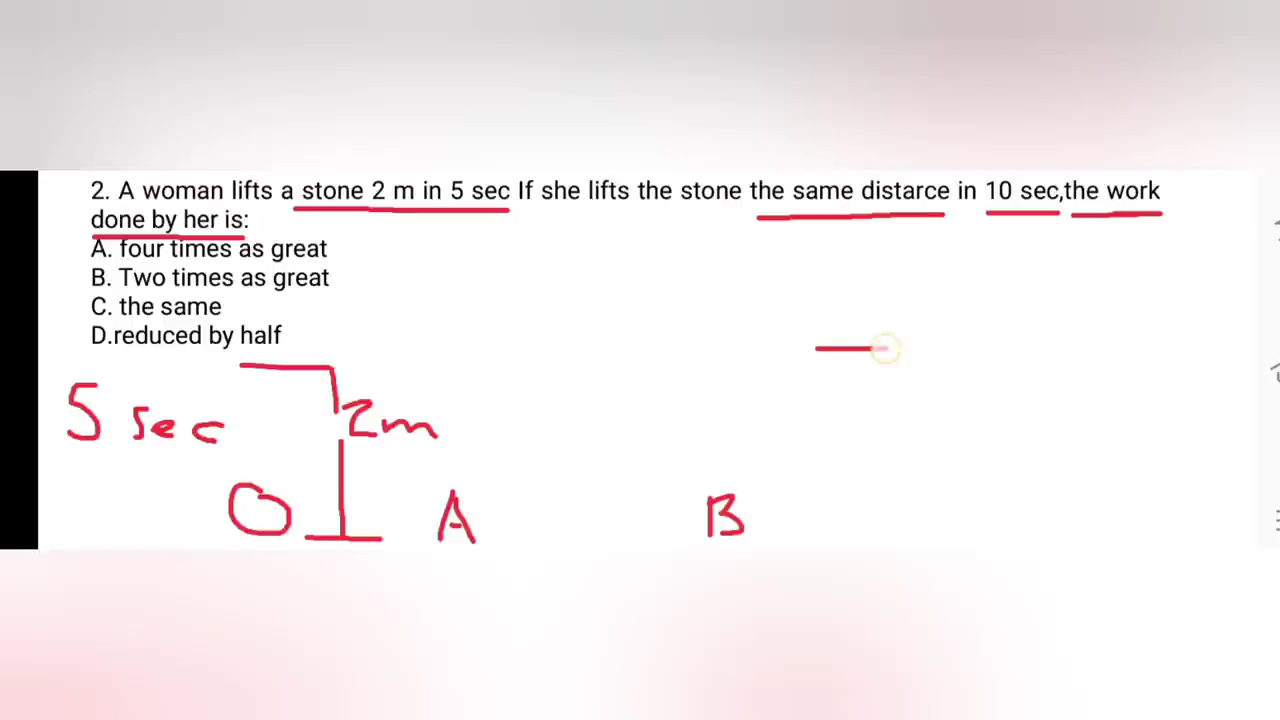 2. A woman lifts a stone 2 m in 5 sec If she lifts the stone the same distarce in 10 sec,the work
done by her is:
A. four times as great
B. Two times as great
C. the same
D.reduced by half
5 sec 2m
A B